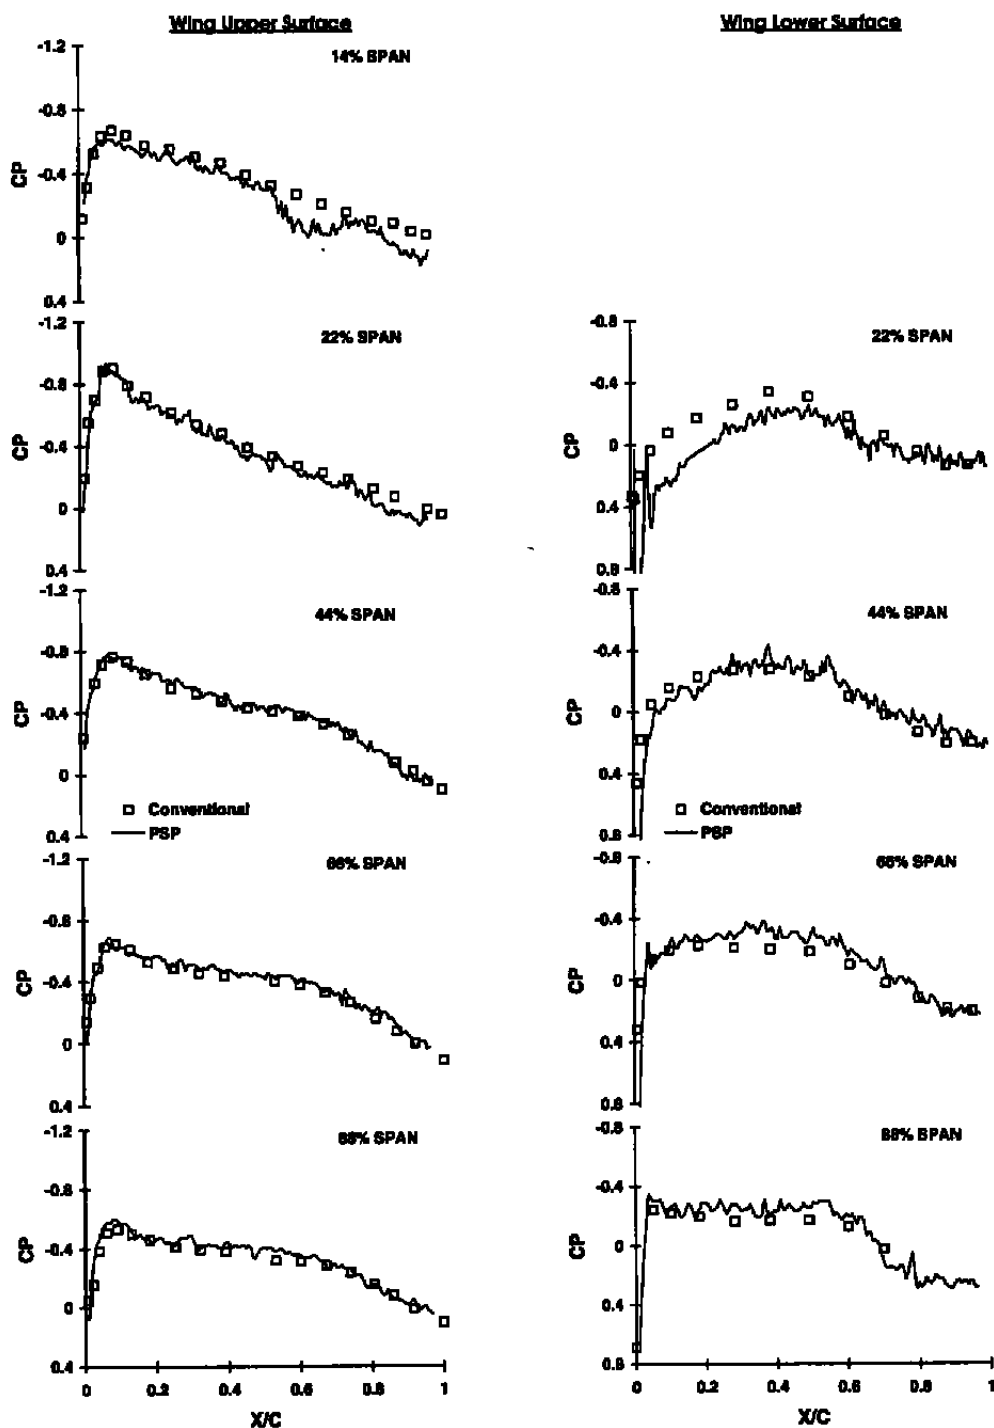 Wing Upper Surface
Wing Lower Surface
14% SPAN
-1.2
-0.8
-0.4
0
0.4
CP
22% SPAN
-1.2
-0.8
-0.4
0
0.4
CP
22% SPAN
-0.8
-0.4
0
0.4
0.8
CP
44% SPAN
-1.2
-0.8
-0.4
0
0.4
CP
Conventional
PSP
44% SPAN
-0.8
-0.4
0
0.4
0.8
CP
Conventional
PSP
66% SPAN
-1.2
-0.8
-0.4
0
0.4
CP
66% SPAN
-0.8
-0.4
0
0.4
0.8
CP
88% SPAN
-1.2
-0.8
-0.4
0
0.4
CP
0 0.2 0.4 0.6 0.8 1
X/C
88% SPAN
-0.8
-0.4
0
0.4
0.8
CP
0 0.2 0.4 0.6 0.8 1
X/C